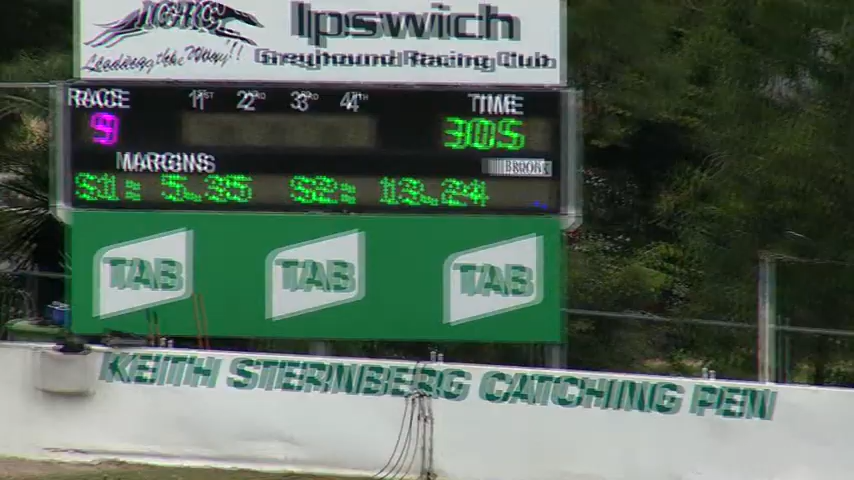 IGRC Ipswich
Leading the Way!! Greyhound Racing Club
RACE 1ST 2ND 3RD 4TH TIME
9 305
MARGINS BROOK
S1: 5.35 S2: 13.24
TAB TAB TAB
KEITH STERNBERG CATCHING PEN